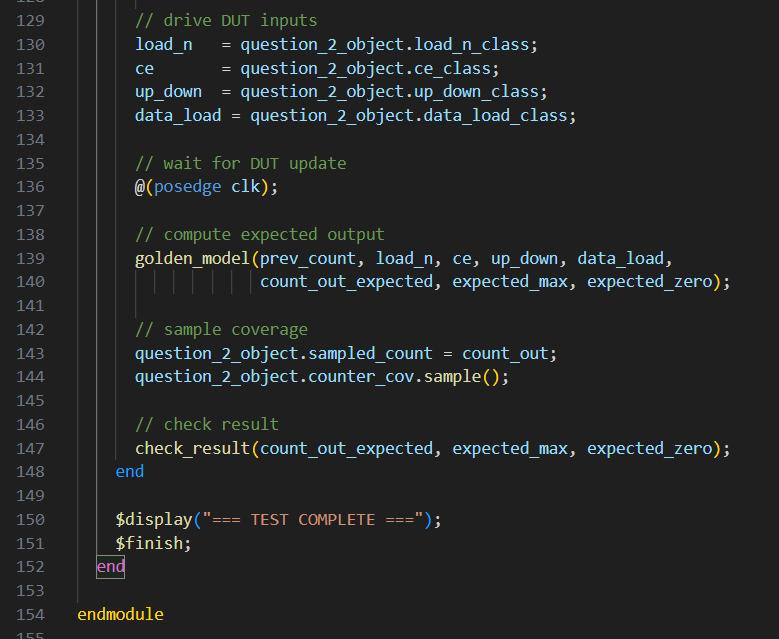 129 // drive DUT inputs
130 load_n   = question_2_object.load_n_class;
131 ce       = question_2_object.ce_class;
132 up_down  = question_2_object.up_down_class;
133 data_load = question_2_object.data_load_class;
134
135 // wait for DUT update
136 @(posedge clk);
137
138 // compute expected output
139 golden_model(prev_count, load_n, ce, up_down, data_load,
140 count_out_expected, expected_max, expected_zero);
141
142 // sample coverage
143 question_2_object.sampled_count = count_out;
144 question_2_object.counter_cov.sample();
145
146 // check result
147 check_result(count_out_expected, expected_max, expected_zero);
148 end
149
150 $display("=== TEST COMPLETE ===");
151 $finish;
152 end
153
154 endmodule
155